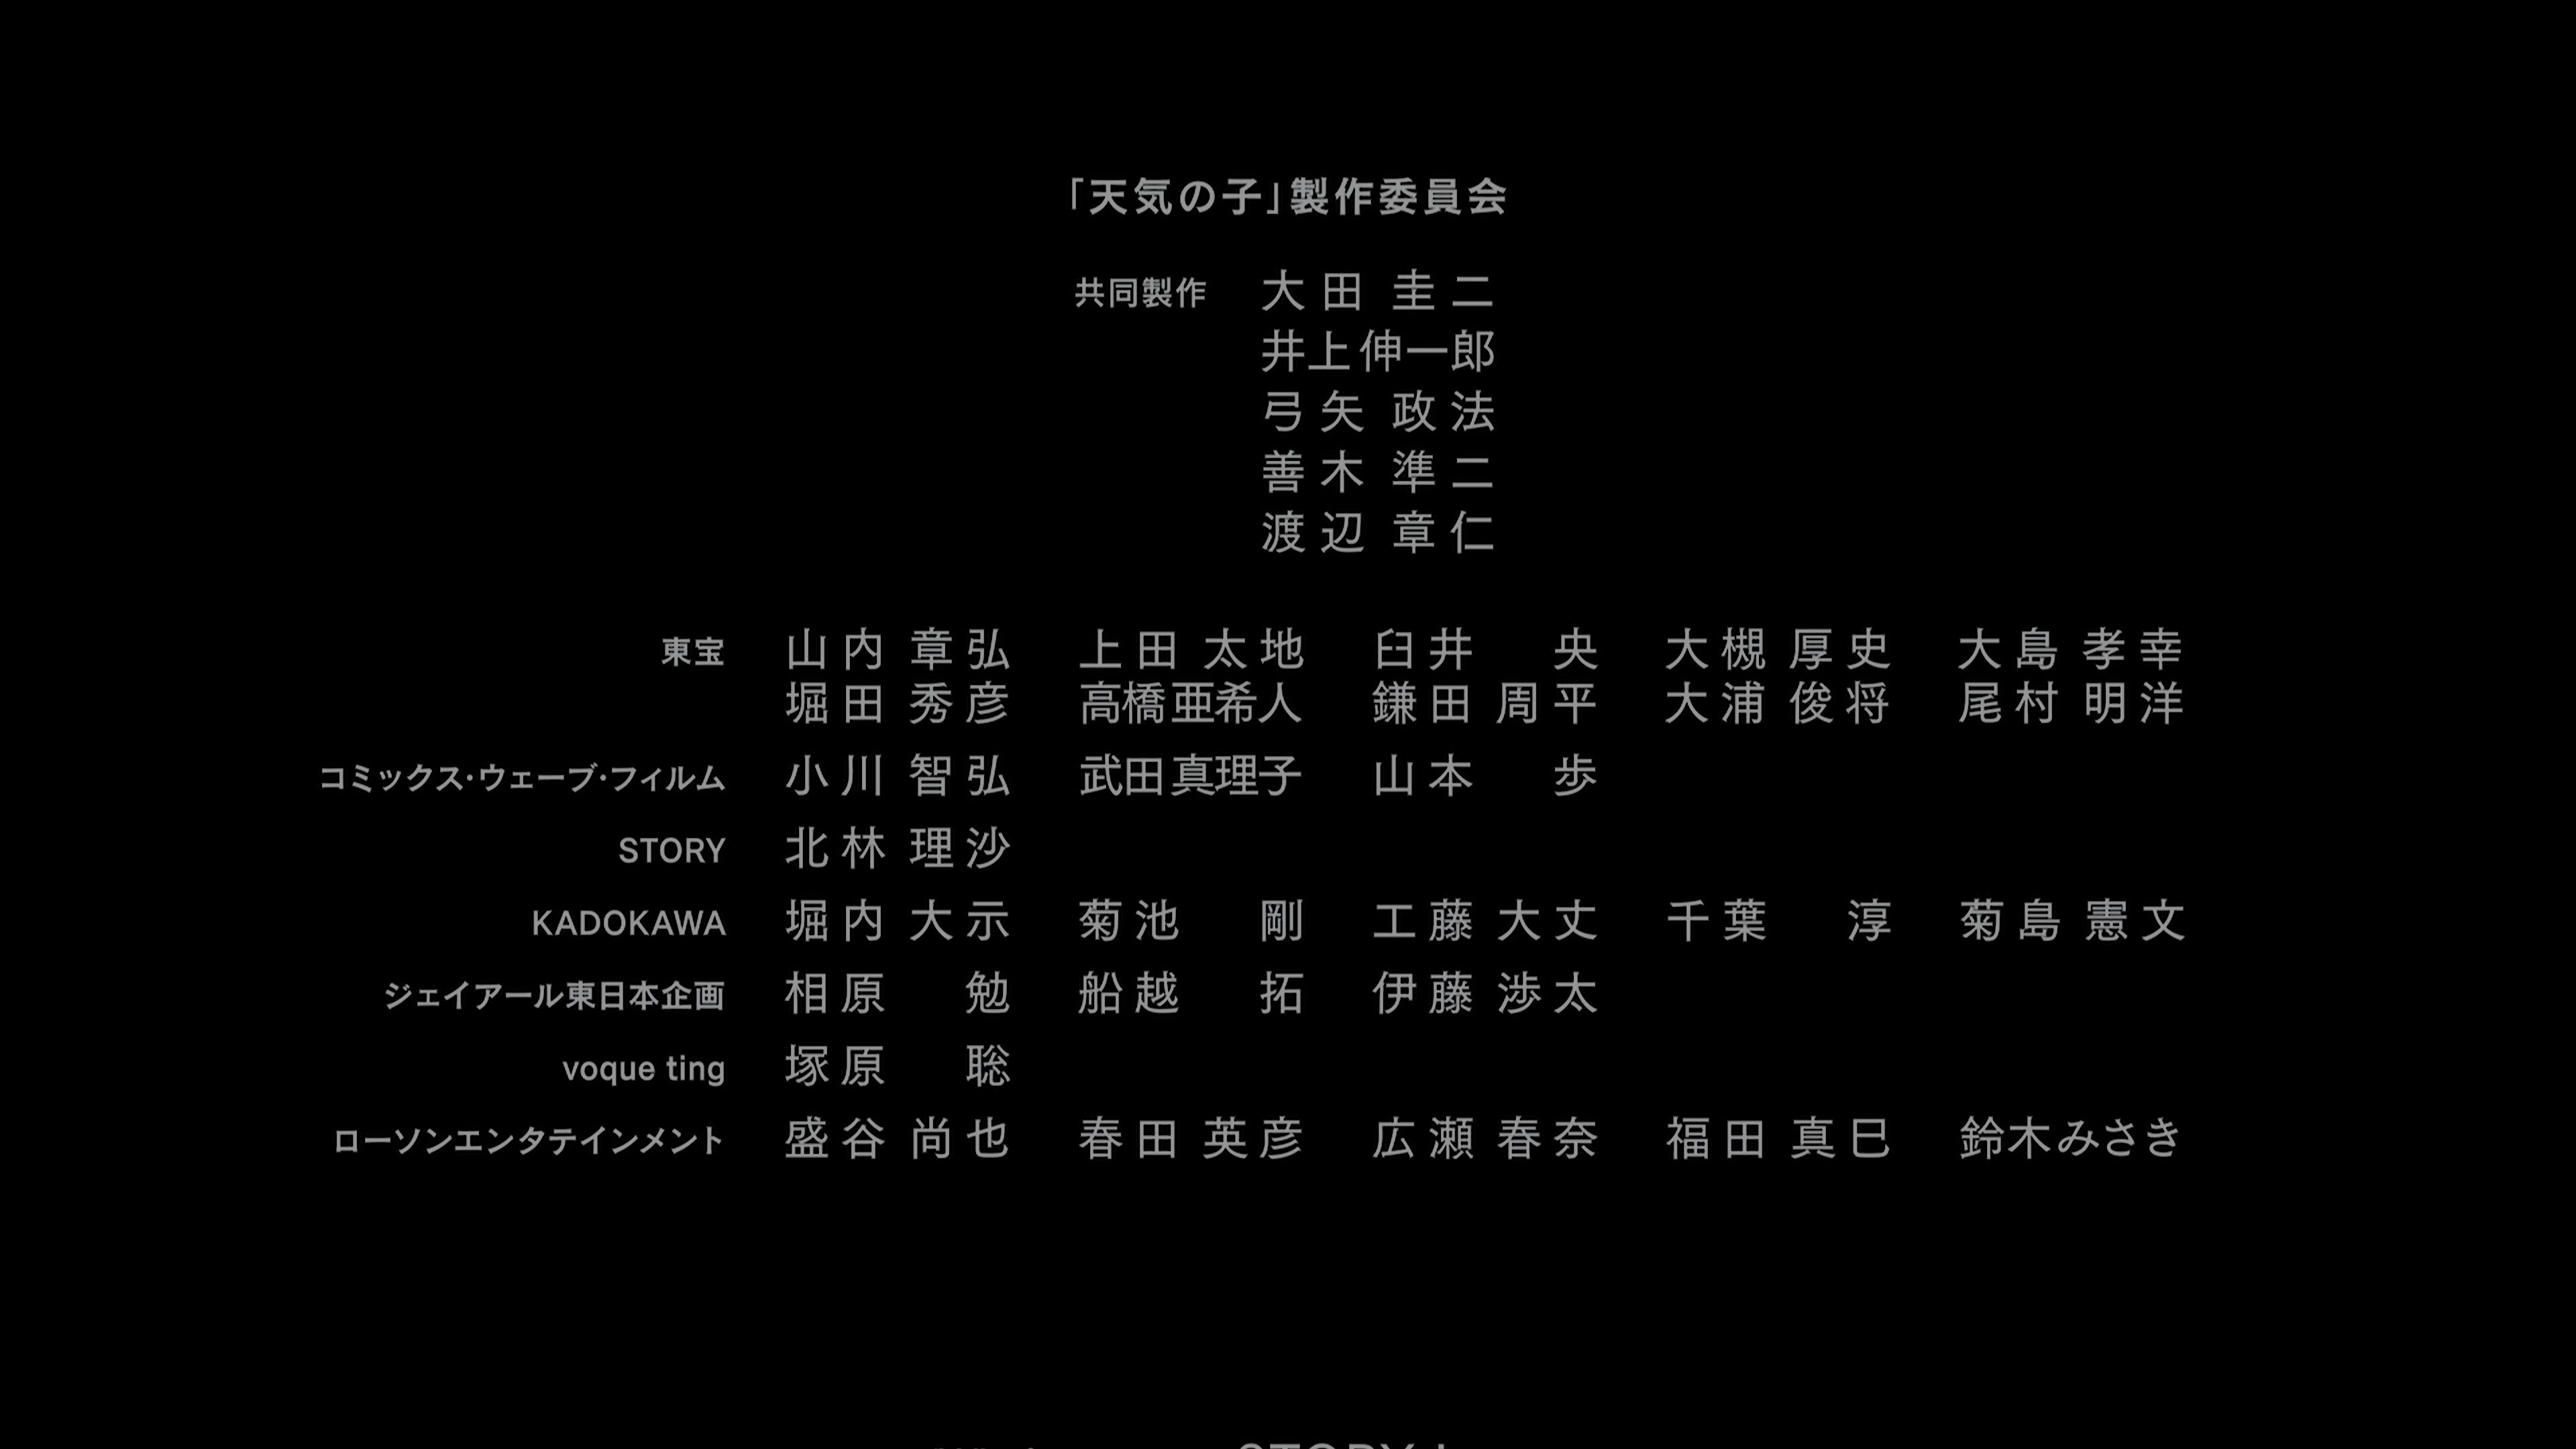 「天気の子」製作委員会
共同製作 大田 圭二
井上伸一郎
弓矢 政法
善木 準二
渡辺 章仁
東宝 山内 章弘 上田 太地 臼井 央 大槻 厚史 大島 孝幸
堀田 秀彦 高橋亜希人 鎌田 周平 大浦 俊将 尾村 明洋
コミックス・ウェーブ・フィルム 小川 智弘 武田真理子 山本 歩
STORY 北林 理沙
KADOKAWA 堀内 大示 菊池 剛 工藤 大丈 千葉 淳 菊島 憲文
ジェイアール東日本企画 相原 勉 船越 拓 伊藤 渉太
voque ting 塚原 聡
ローソンエンタテインメント 盛谷 尚也 春田 英彦 広瀬 春奈 福田 真巳 鈴木みさき